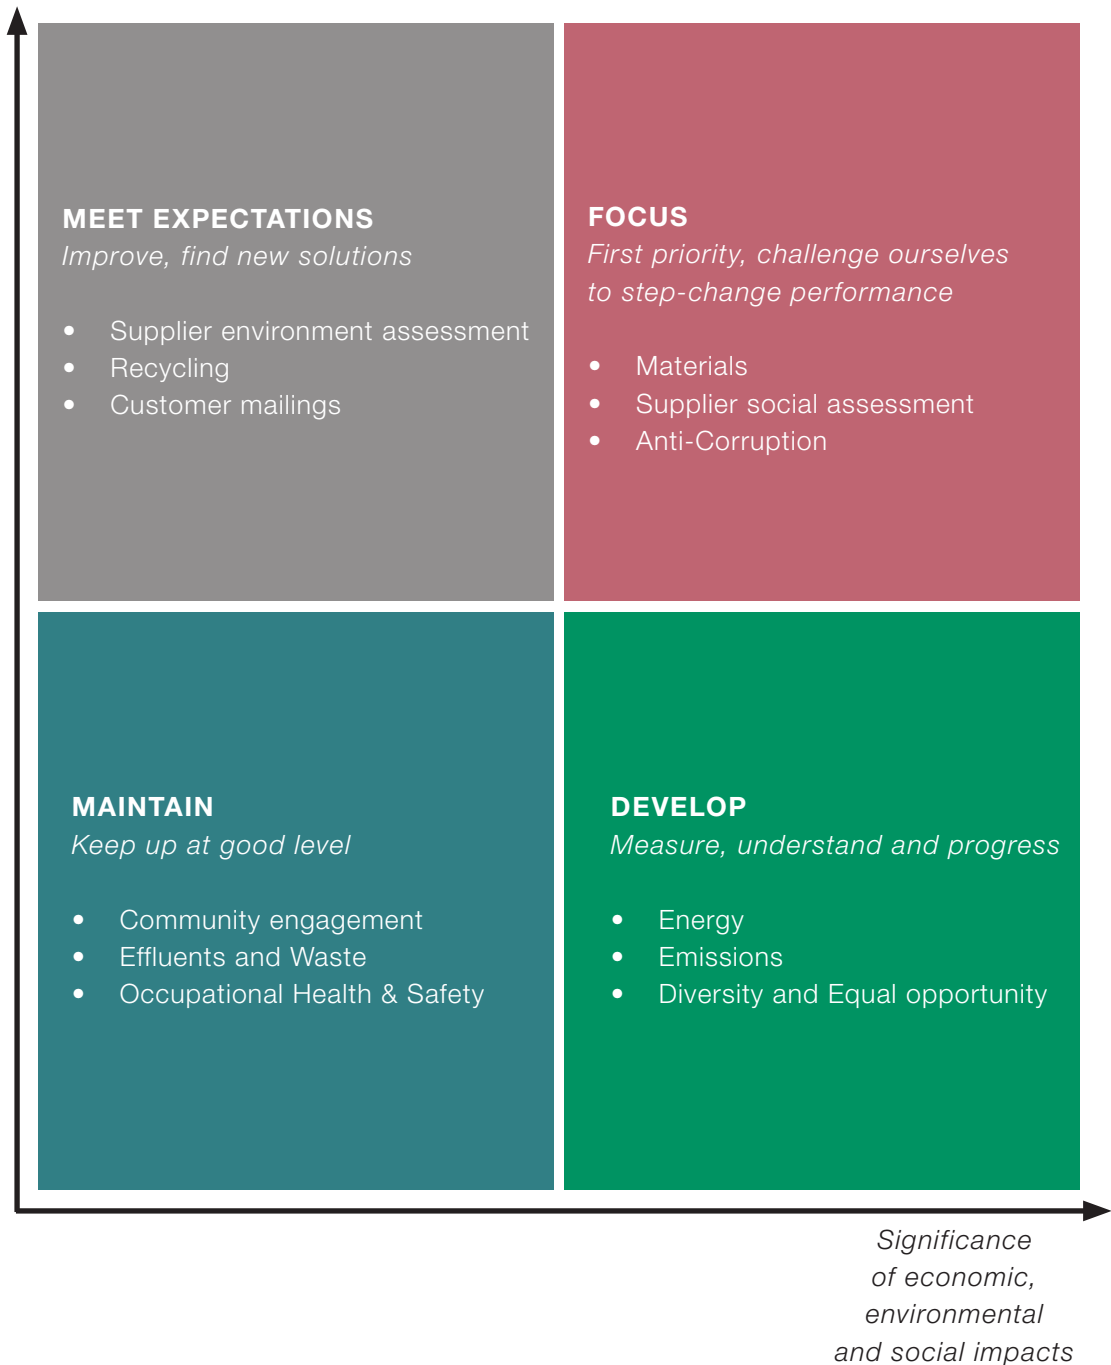 MEET EXPECTATIONS
Improve, find new solutions
• Supplier environment assessment
• Recycling
• Customer mailings
FOCUS
First priority, challenge ourselves
to step-change performance
• Materials
• Supplier social assessment
• Anti-Corruption
MAINTAIN
Keep up at good level
• Community engagement
• Effluents and Waste
• Occupational Health & Safety
DEVELOP
Measure, understand and progress
• Energy
• Emissions
• Diversity and Equal opportunity
Significance
of economic,
environmental
and social impacts